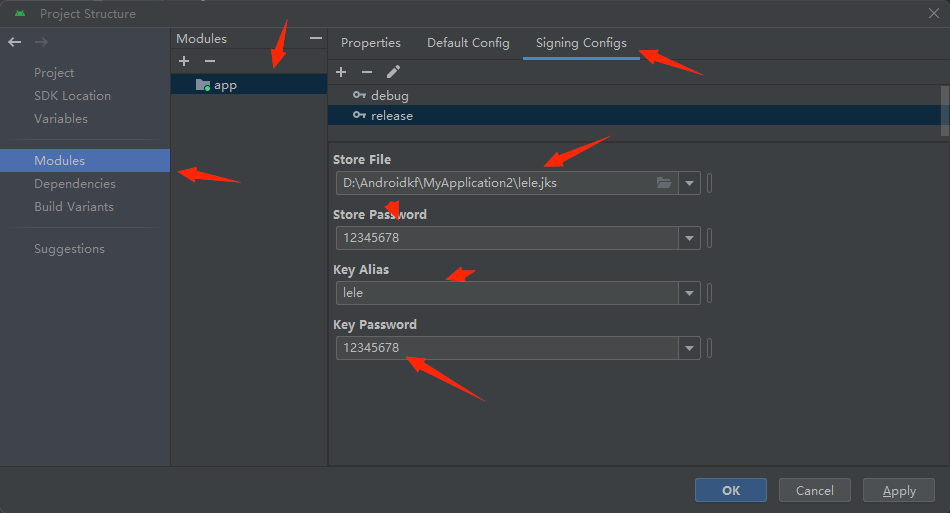 Project Structure
Project
SDK Location
Variables
Modules
Dependencies
Build Variants
Suggestions
Modules
app
Properties
Default Config
Signing Configs
debug
release
Store File
D:\Androidkf\MyApplication2\lele.jks
Store Password
12345678
Key Alias
lele
Key Password
12345678
OK
Cancel
Apply